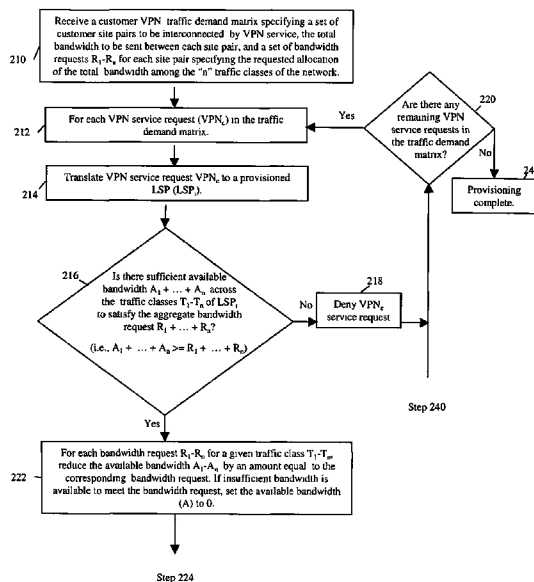 210
Receive a customer VPN traffic demand matrix specifying a set of
customer site pairs to be interconnected by VPN service, the total
bandwidth to be sent between each site pair, and a set of bandwidth
requests R1-Rn for each site pair specifying the requested allocation
of the total bandwidth among the “n” traffic classes of the network.
212
For each VPN service request (VPNc) in the traffic
demand matrix.
214
Translate VPN service request VPNc to a provisioned
LSP (LSPi).
216
Is there sufficient available
bandwidth A1 + ... + An across
the traffic classes T1-Tn of LSPi
to satisfy the aggregate bandwidth
request R1 + ... + Rn?
(i.e., A1 + ... + An >= R1 + ... + Rn)
No
218
Deny VPNc
service request
220
Are there any
remaining VPN
service requests in
the traffic demand
matrix?
Yes
No
24
Provisioning
complete.
Step 240
Yes
222
For each bandwidth request R1-Rn for a given traffic class T1-Tn,
reduce the available bandwidth A1-An by an amount equal to the
corresponding bandwidth request. If insufficient bandwidth is
available to meet the bandwidth request, set the available bandwidth
(A) to 0.
Step 224